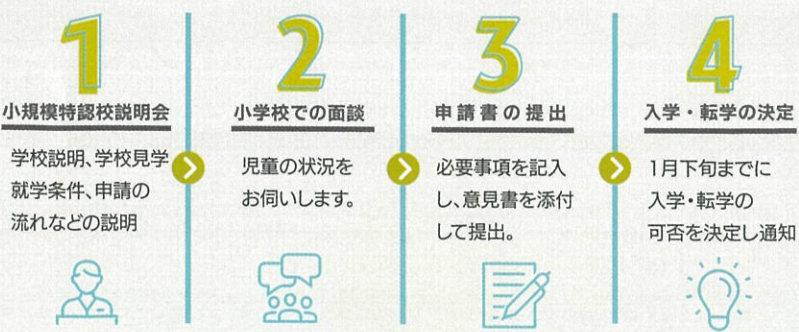 1
小規模特認校説明会
学校説明、学校見学
就学条件、申請の
流れなどの説明
2
小学校での面談
児童の状況を
お伺いします。
3
申請書の提出
必要事項を記入
し、意見書を添付
して提出。
4
入学・転学の決定
1月下旬までに
入学・転学の
可否を決定し通知